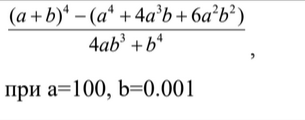 (a+b)⁴ −(a⁴ +4a³b+6a²b²)
4ab³ +b⁴ ,
при a=100, b=0.001